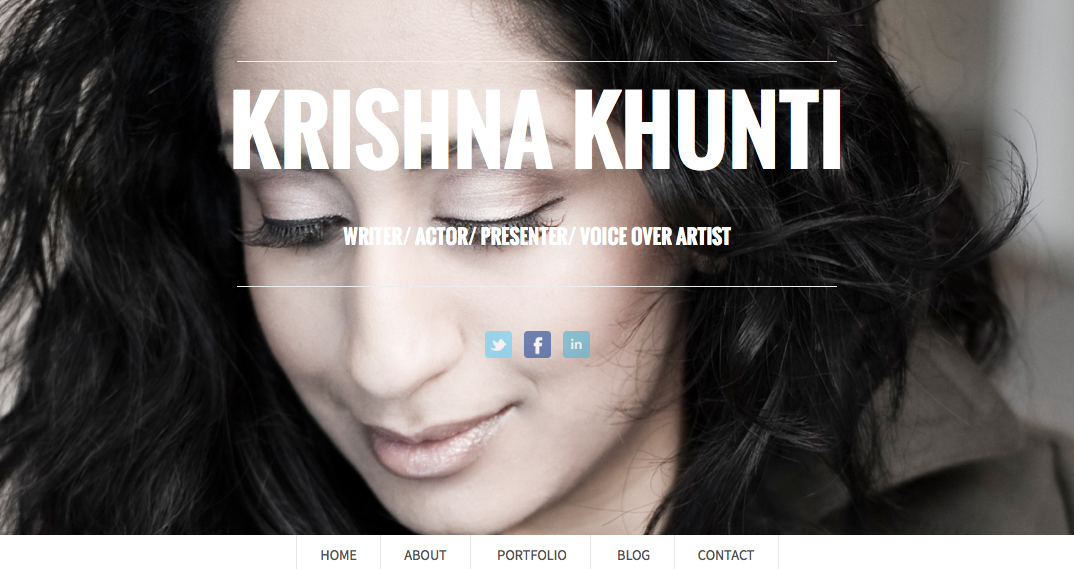 KRISHNA KHUNTI
WRITER/ ACTOR/ PRESENTER/ VOICE OVER ARTIST
f in
HOME ABOUT PORTFOLIO BLOG CONTACT